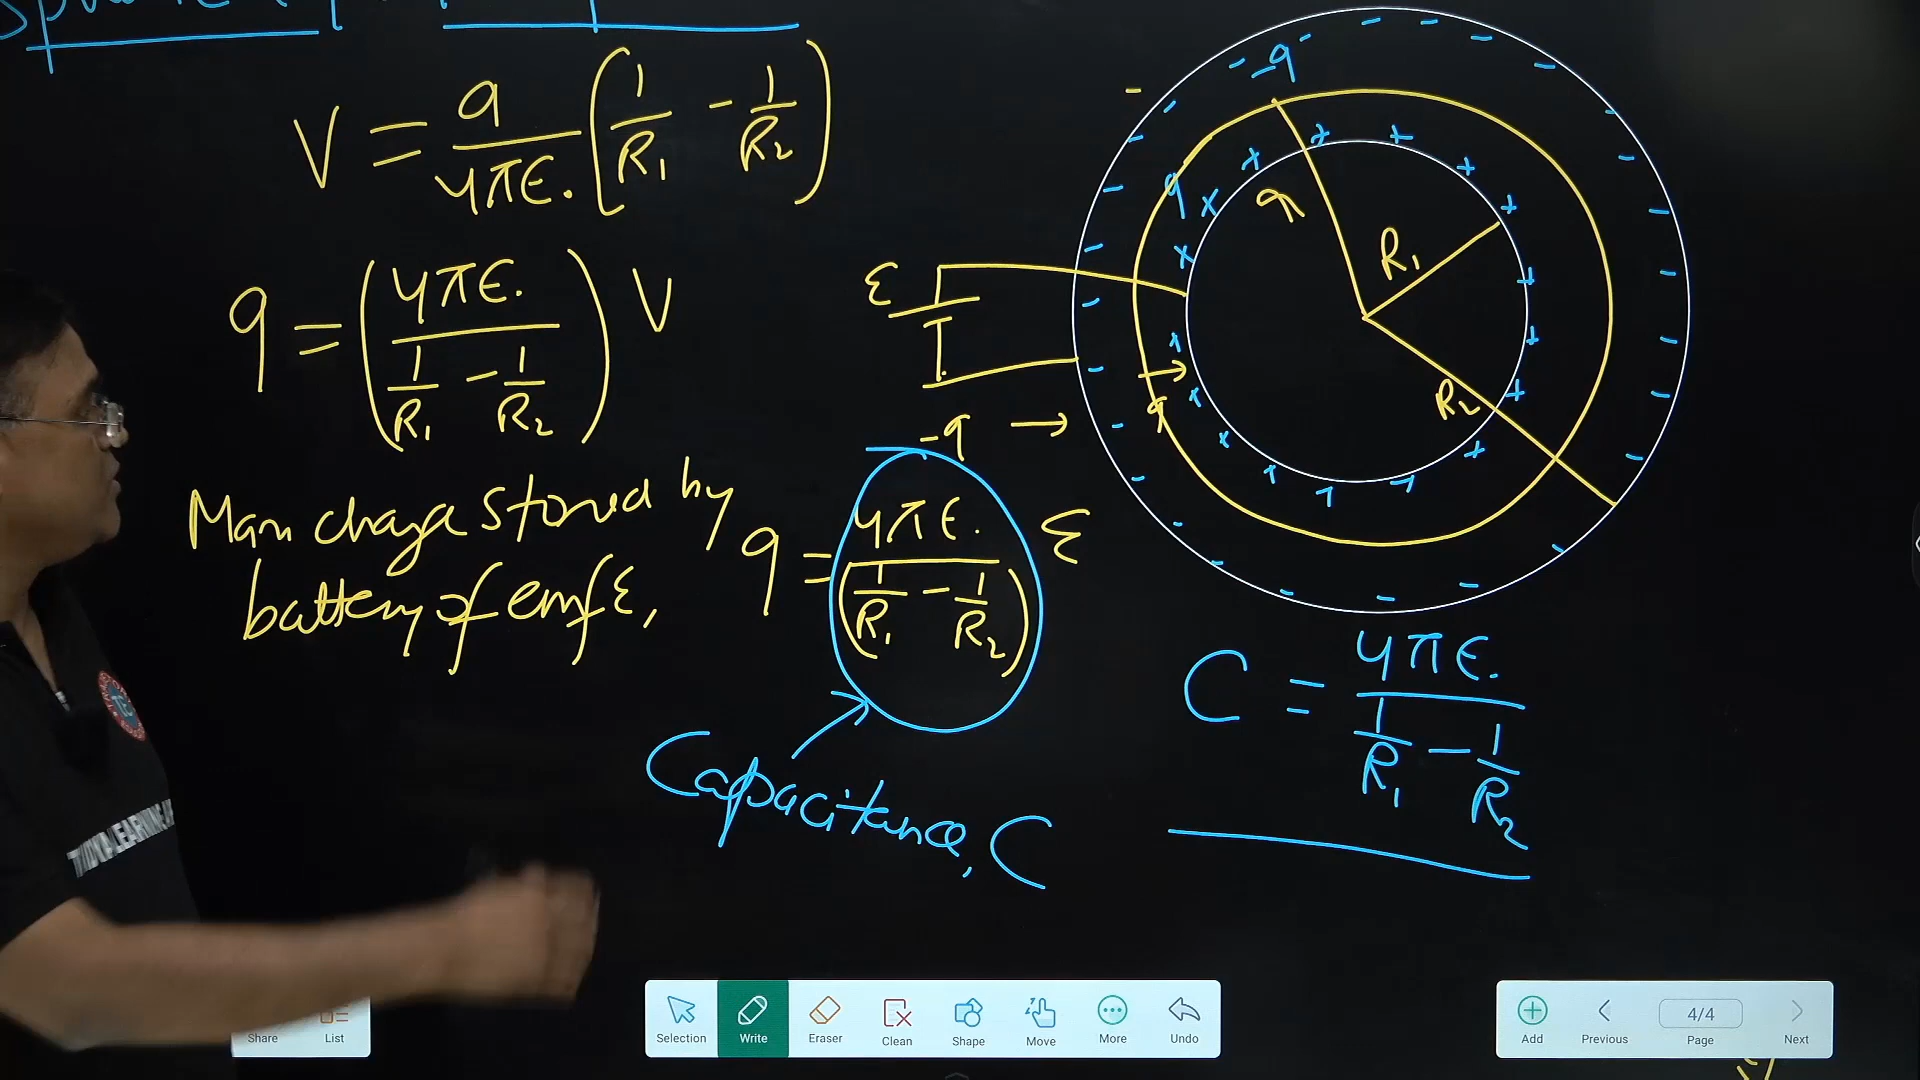 V = q/4πε₀ (1/R₁ - 1/R₂)
q = (4πε₀ / (1/R₁ - 1/R₂)) V
Max charge stored by
battery of emf ε,
q = 4πε₀ / (1/R₁ - 1/R₂) ε
Capacitance, C
C = 4πε₀ / (1/R₁ - 1/R₂)
-q
q
q
R₁
R₂
ε
q
-q →
Share
List
Selection
Write
Eraser
Clean
Shape
Move
More
Undo
Add
Previous
4/4
Page
Next